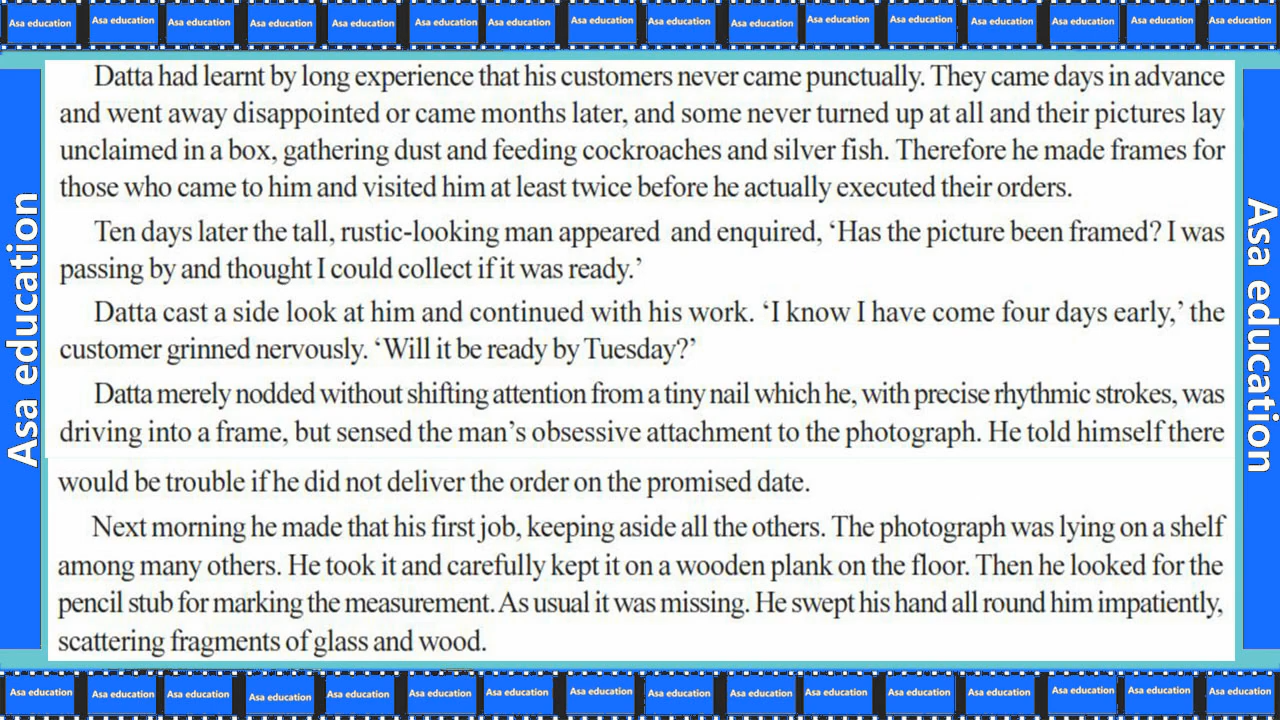 Asa education Asa education Asa education Asa education Asa education Asa education Asa education Asa education Asa education Asa education Asa education Asa education Asa education Asa education Asa education Asa education
Asa education
Datta had learnt by long experience that his customers never came punctually. They came days in advance
and went away disappointed or came months later, and some never turned up at all and their pictures lay
unclaimed in a box, gathering dust and feeding cockroaches and silver fish. Therefore he made frames for
those who came to him and visited him at least twice before he actually executed their orders.
Ten days later the tall, rustic-looking man appeared and enquired, ‘Has the picture been framed? I was
passing by and thought I could collect if it was ready.’
Datta cast a side look at him and continued with his work. ‘I know I have come four days early,’ the
customer grinned nervously. ‘Will it be ready by Tuesday?’
Datta merely nodded without shifting attention from a tiny nail which he, with precise rhythmic strokes, was
driving into a frame, but sensed the man’s obsessive attachment to the photograph. He told himself there
would be trouble if he did not deliver the order on the promised date.
Next morning he made that his first job, keeping aside all the others. The photograph was lying on a shelf
among many others. He took it and carefully kept it on a wooden plank on the floor. Then he looked for the
pencil stub for marking the measurement. As usual it was missing. He swept his hand all round him impatiently,
scattering fragments of glass and wood.
Asa education
Asa education Asa education Asa education Asa education Asa education Asa education Asa education Asa education Asa education Asa education Asa education Asa education Asa education Asa education Asa education Asa education